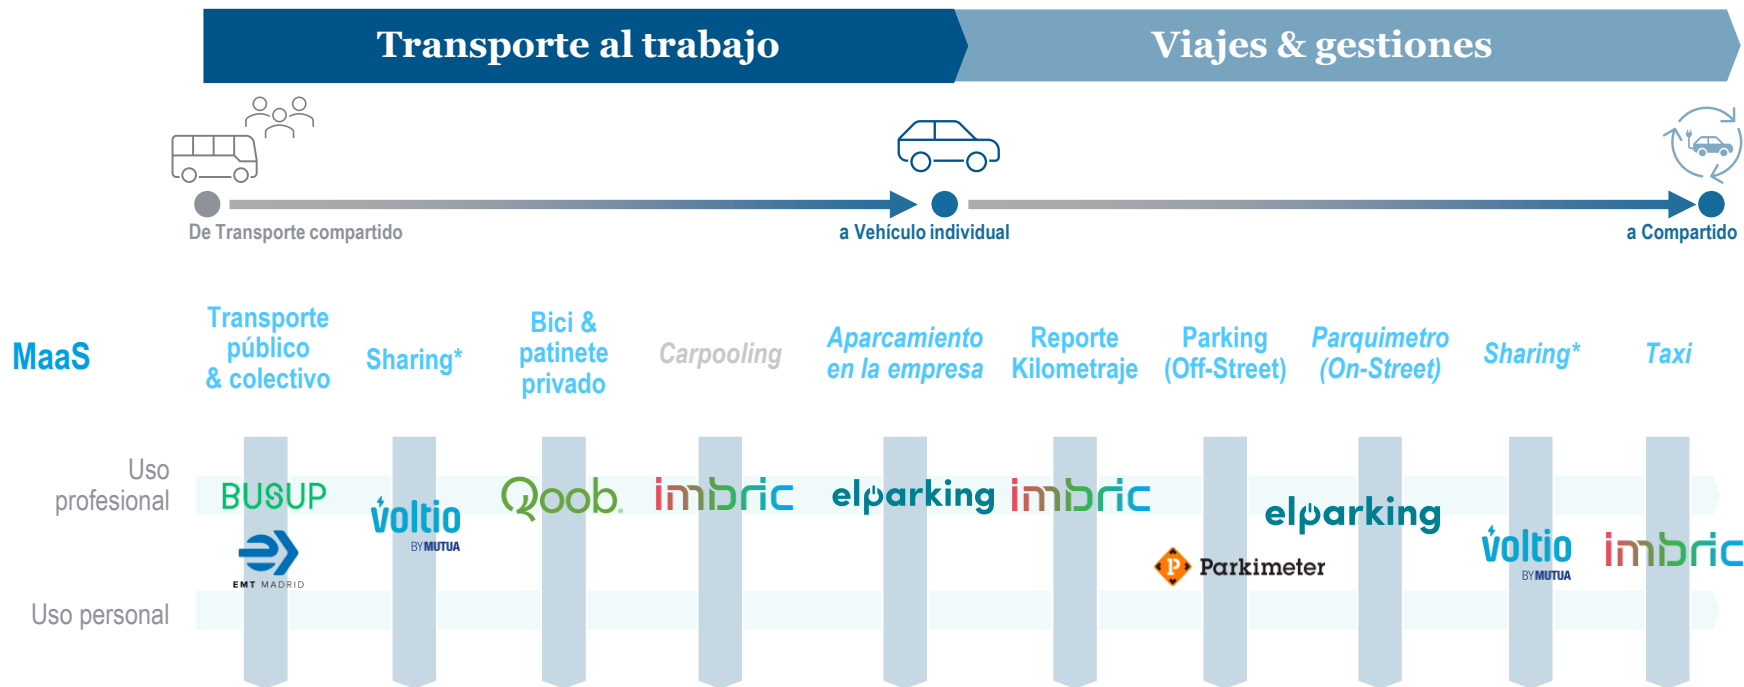 Transporte al trabajo
Viajes & gestiones
De Transporte compartido
a Vehículo individual
a Compartido
MaaS
Transporte
público
& colectivo
Sharing*
Bici &
patinete
privado
Carpooling
Aparcamiento
en la empresa
Reporte
Kilometraje
Parking
(Off-Street)
Parquimetro
(On-Street)
Sharing*
Taxi
Uso
profesional
BUSUP
EMT MADRID
voltio
BY MUTUA
Qoob
imbric
elparking
imbric
P
Parkimeter
elparking
voltio
BY MUTUA
imbric
Uso personal